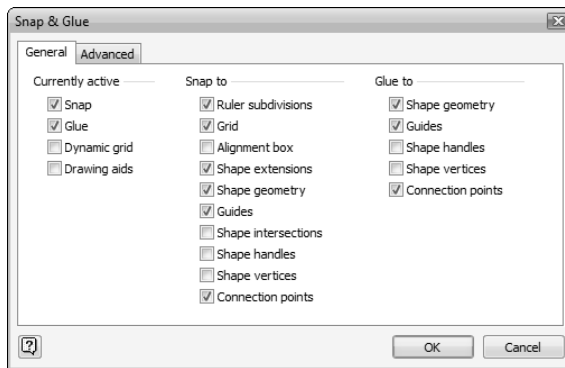 Snap & Glue
General
Advanced
Currently active
Snap
Glue
Dynamic grid
Drawing aids
Snap to
Ruler subdivisions
Grid
Alignment box
Shape extensions
Shape geometry
Guides
Shape intersections
Shape handles
Shape vertices
Connection points
Glue to
Shape geometry
Guides
Shape handles
Shape vertices
Connection points
?
OK
Cancel